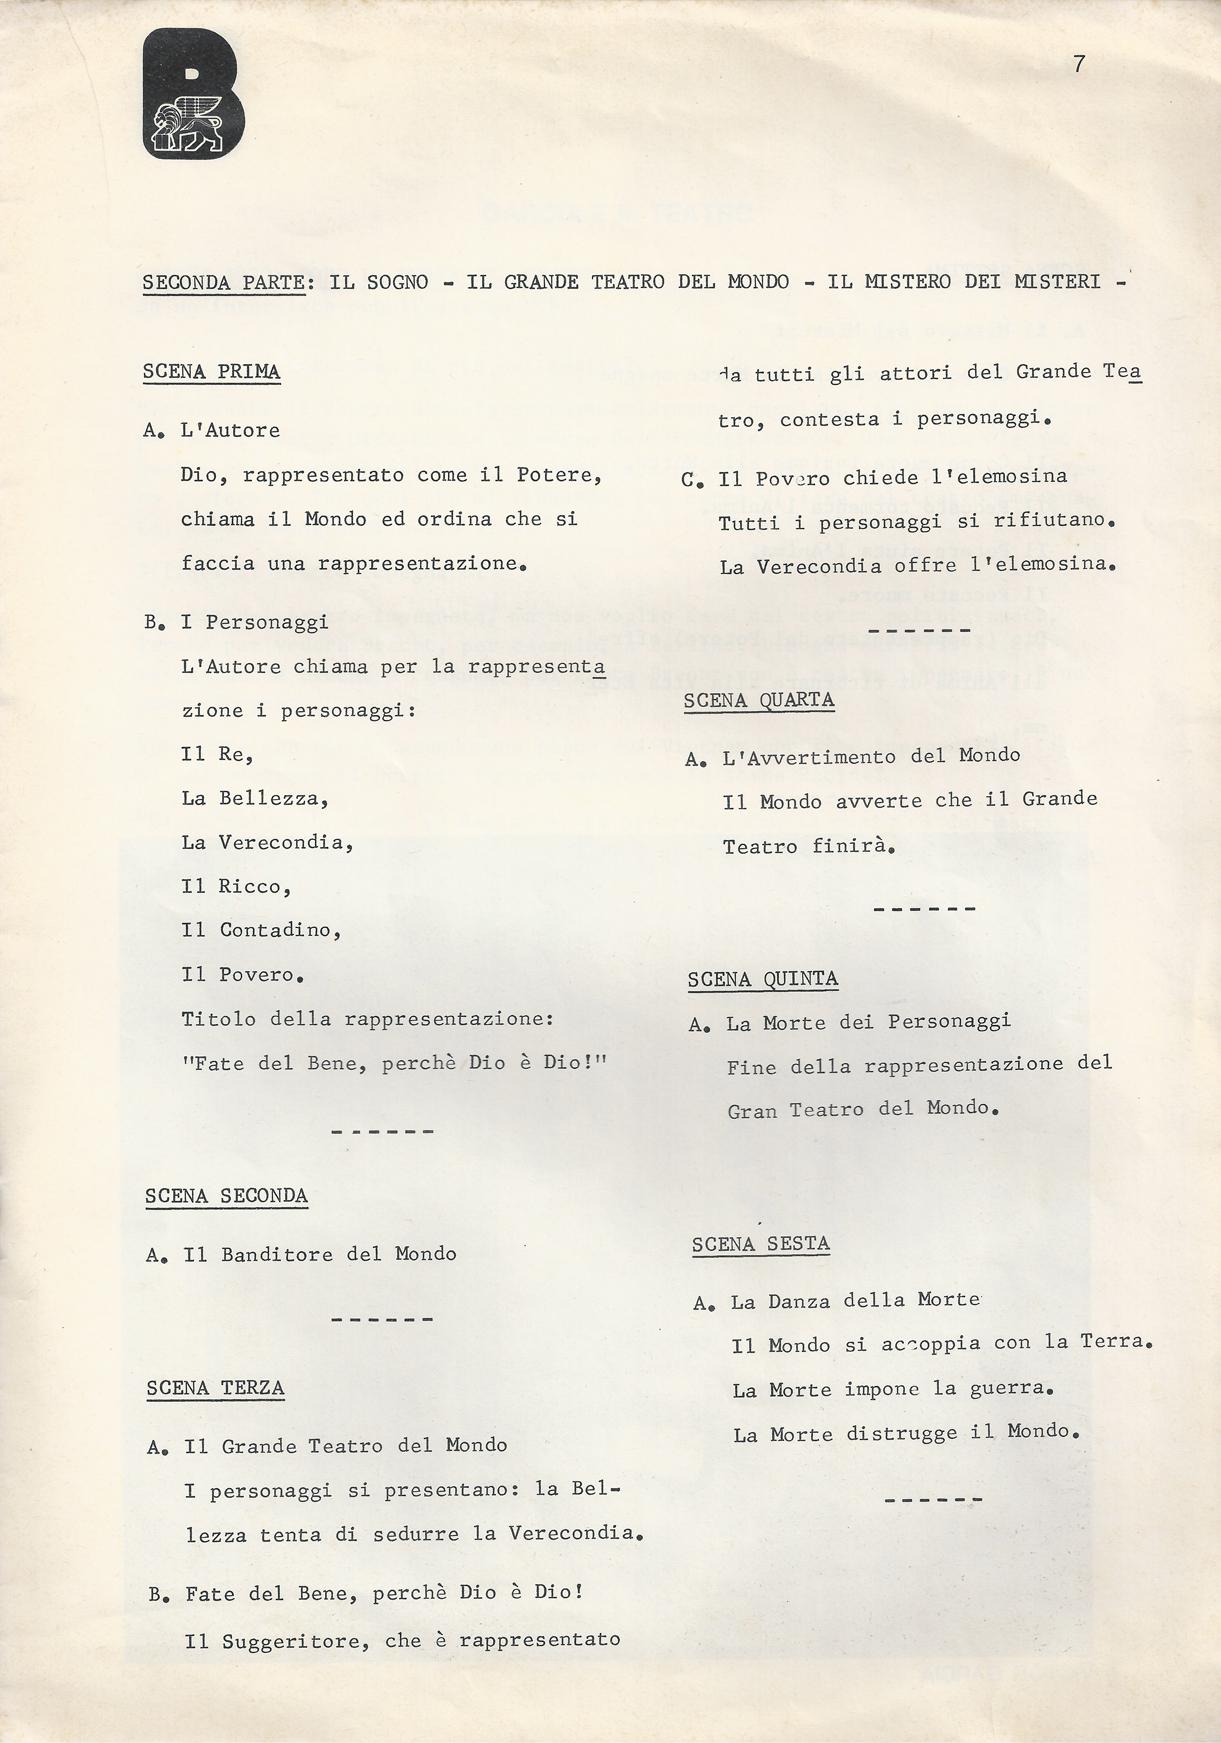 B
7
SECONDA PARTE: IL SOGNO - IL GRANDE TEATRO DEL MONDO - IL MISTERO DEI MISTERI -
SCENA PRIMA
A. L'Autore
Dio, rappresentato come il Potere,
chiama il Mondo ed ordina che si
faccia una rappresentazione.
B. I Personaggi
L'Autore chiama per la rappresenta
zione i personaggi:
Il Re,
La Bellezza,
La Verecondia,
Il Ricco,
Il Contadino,
Il Povero.
Titolo della rappresentazione:
"Fate del Bene, perchè Dio è Dio!"
------
SCENA SECONDA
A. Il Banditore del Mondo
------
SCENA TERZA
A. Il Grande Teatro del Mondo
I personaggi si presentano: la Bel-
lezza tenta di sedurre la Verecondia.
B. Fate del Bene, perchè Dio è Dio!
Il Suggeritore, che è rappresentato
da tutti gli attori del Grande Tea
tro, contesta i personaggi.
C. Il Povero chiede l'elemosina
Tutti i personaggi si rifiutano.
La Verecondia offre l'elemosina.
------
SCENA QUARTA
A. L'Avvertimento del Mondo
Il Mondo avverte che il Grande
Teatro finirà.
------
SCENA QUINTA
A. La Morte dei Personaggi
Fine della rappresentazione del
Gran Teatro del Mondo.
SCENA SESTA
A. La Danza della Morte
Il Mondo si accoppia con la Terra.
La Morte impone la guerra.
La Morte distrugge il Mondo.
------